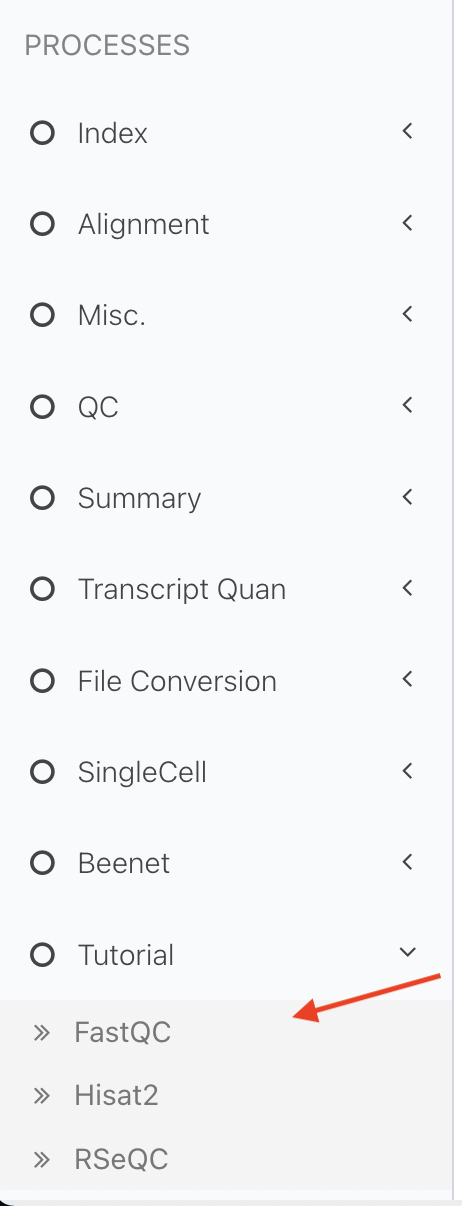 PROCESSES
Index
Alignment
Misc.
QC
Summary
Transcript Quan
File Conversion
SingleCell
Beenet
Tutorial
FastQC
Hisat2
RSeQC